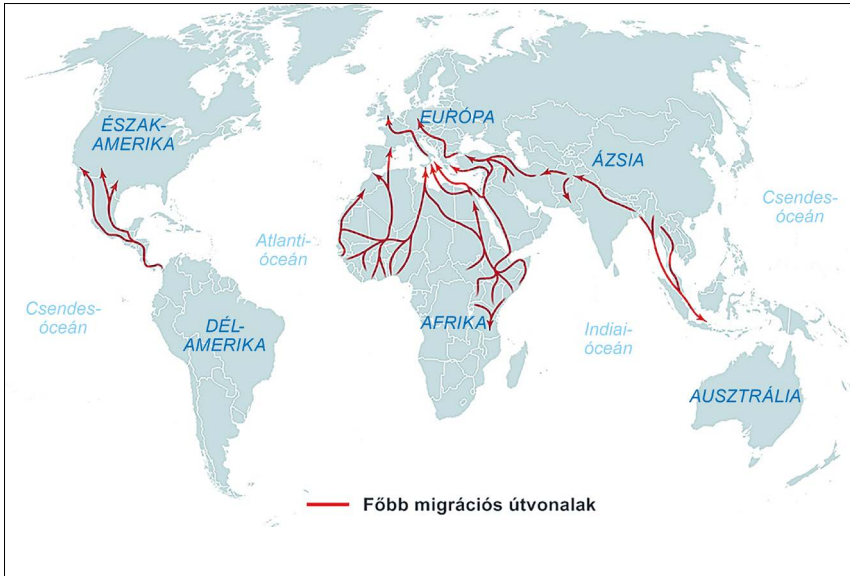 ÉSZAK-
AMERIKA
EURÓPA
ÁZSIA
Csendes-
óceán
Atlanti-
óceán
Csendes-
óceán
DÉL-
AMERIKA
AFRIKA
Indiai-
óceán
AUSZTRÁLIA
Főbb migrációs útvonalak